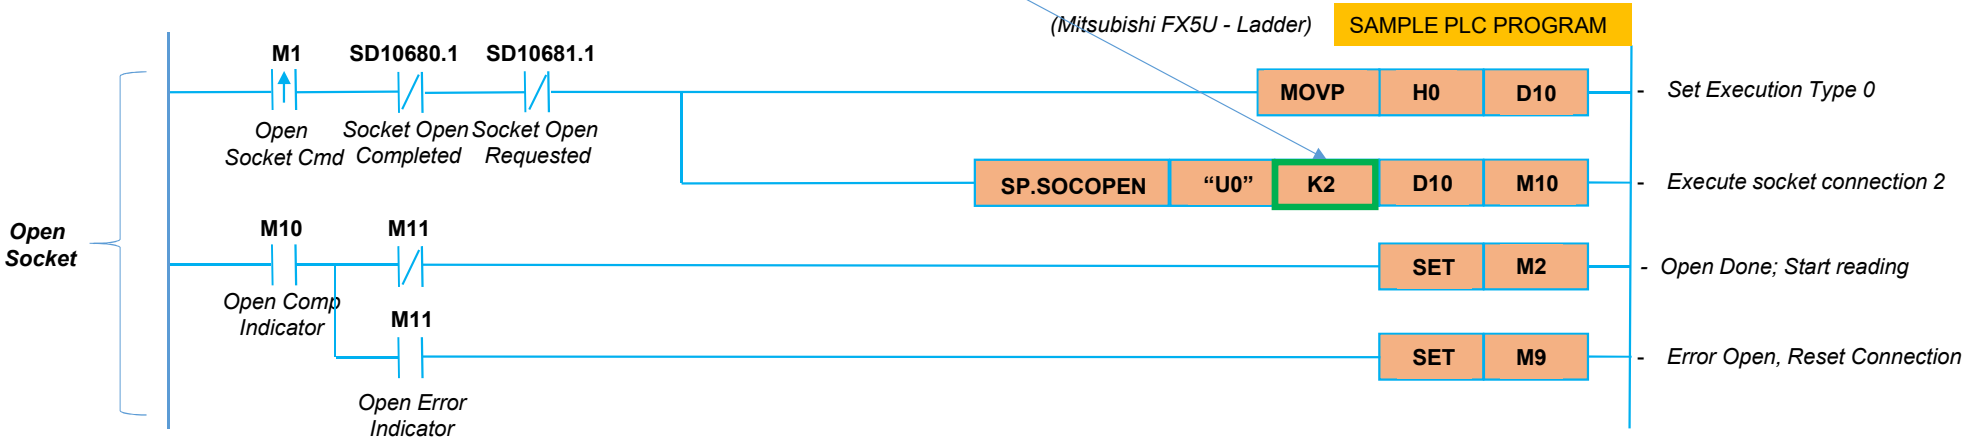 (Mitsubishi FX5U - Ladder) SAMPLE PLC PROGRAM
M1 SD10680.1 SD10681.1
MOVP H0 D10 - Set Execution Type 0
Open Socket Open Socket Open
Socket Cmd Completed Requested
SP.SOCOPEN “U0” K2 D10 M10 - Execute socket connection 2
Open
Socket
M10 M11
SET M2 - Open Done; Start reading
Open Comp
Indicator
M11
SET M9 - Error Open, Reset Connection
Open Error
Indicator